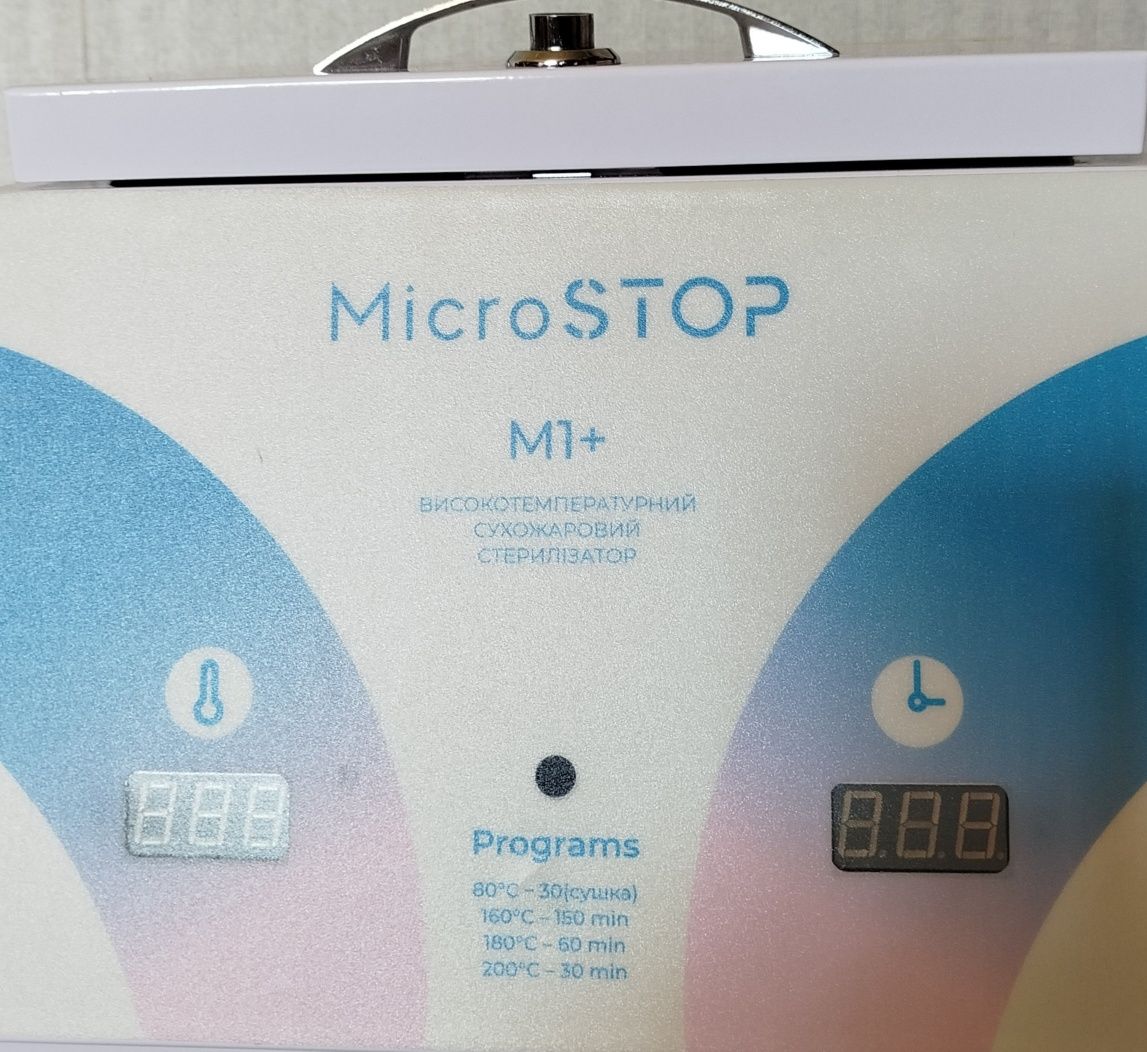 MicroSTOP
M1+
ВИСОКОТЕМПЕРАТУРНИЙ
СУХОЖАРОВИЙ
СТЕРИЛІЗАТОР
Programs
80°C – 30(сушка)
160°C – 150 min
180°C – 60 min
200°C – 30 min